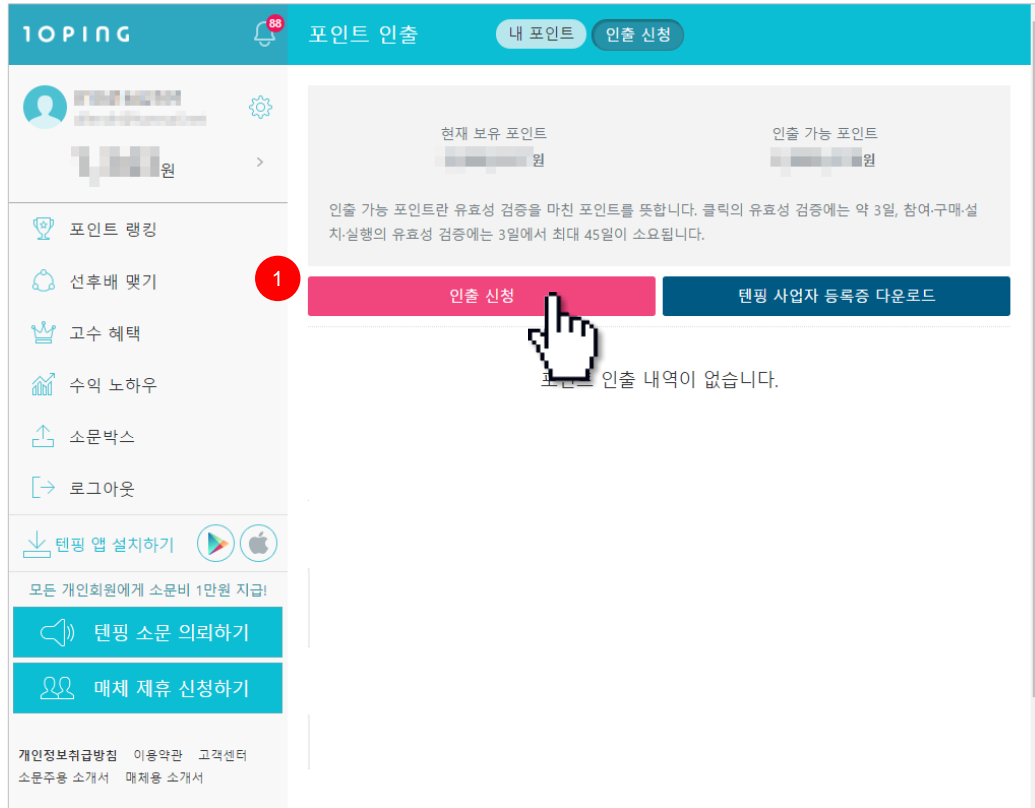 10PING
88
포인트 인출
내 포인트
인출 신청
원
포인트 랭킹
선후배 맺기
고수 혜택
수익 노하우
소문박스
로그아웃
텐핑 앱 설치하기
모든 개인회원에게 소문비 1만원 지급!
텐핑 소문 의뢰하기
매체 제휴 신청하기
개인정보취급방침 이용약관 고객센터
소문주용 소개서 매체용 소개서
현재 보유 포인트
원
인출 가능 포인트
원
인출 가능 포인트란 유효성 검증을 마친 포인트를 뜻합니다. 클릭의 유효성 검증에는 약 3일, 참여·구매·설
치·실행의 유효성 검증에는 3일에서 최대 45일이 소요됩니다.
1
인출 신청
텐핑 사업자 등록증 다운로드
포인트 인출 내역이 없습니다.